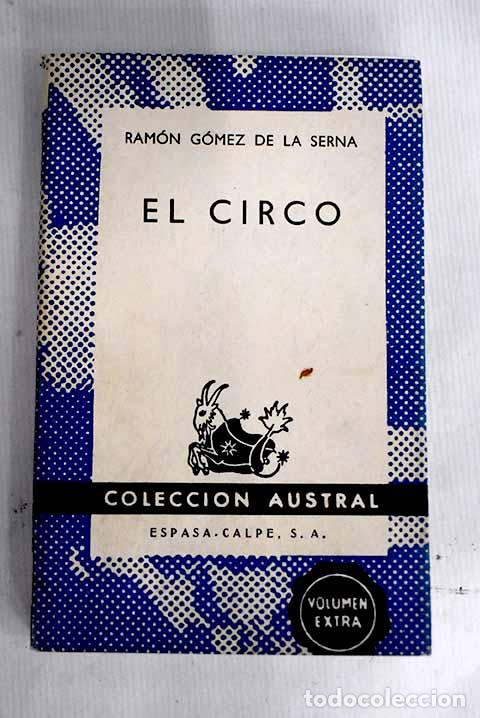 RAMÓN GÓMEZ DE LA SERNA
EL CIRCO
COLECCION AUSTRAL
ESPASA-CALPE, S. A.
VOLUMEN
EXTRA
todocoleccion